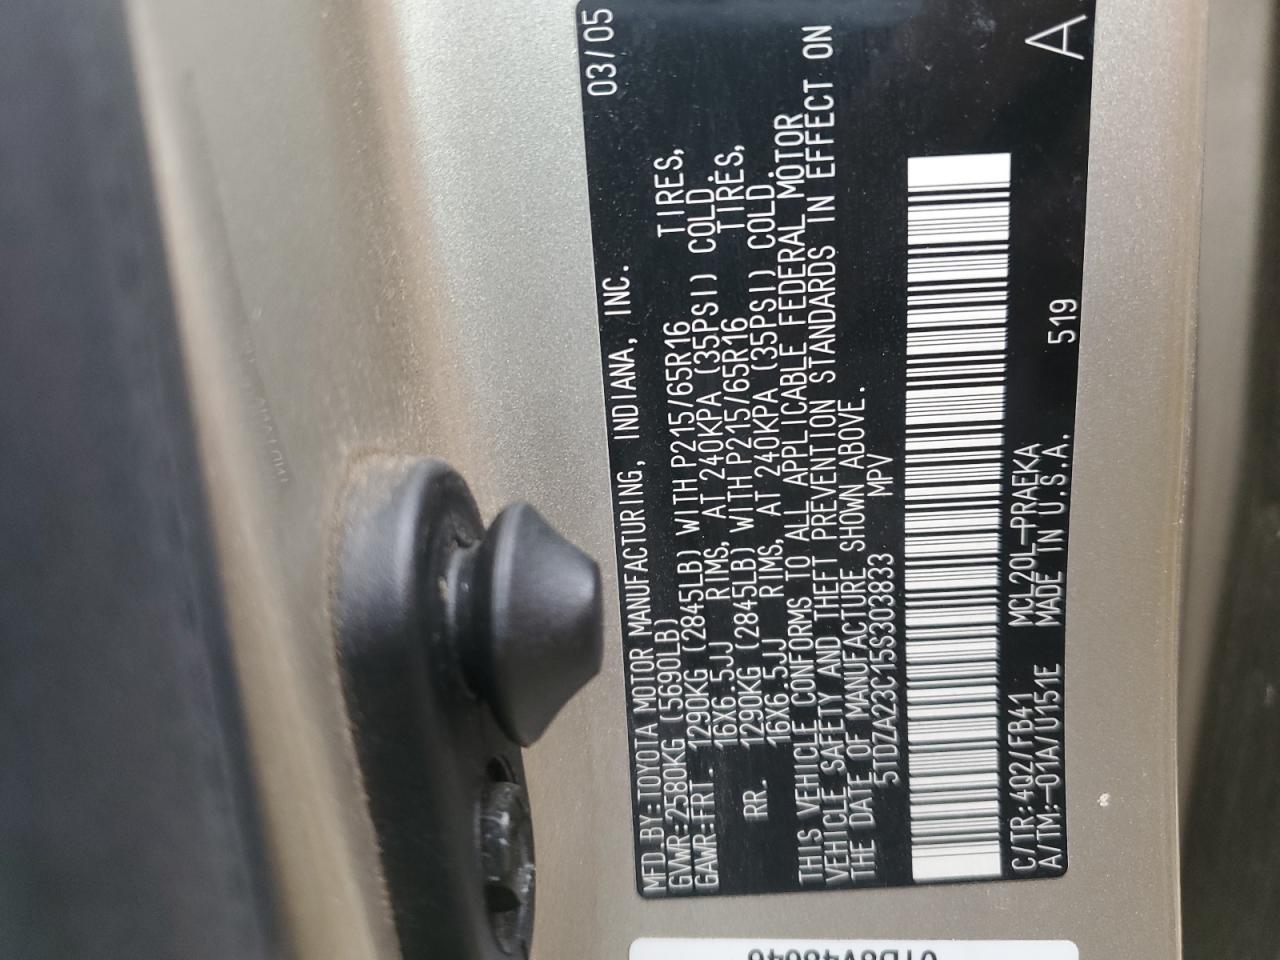 MFD.BY:TOYOTA MOTOR MANUFACTURING, INDIANA, INC. 03/05
GVWR:2580KG (5690LB)
GAWR:FRT. 1290KG (2845LB) WITH P215/65R16 TIRES,
16X6.5JJ RIMS, AT 240KPA (35PSI) COLD.
RR. 1290KG (2845LB) WITH P215/65R16 TIRES,
16X6.5JJ RIMS, AT 240KPA (35PSI) COLD.
THIS VEHICLE CONFORMS TO ALL APPLICABLE FEDERAL MOTOR
VEHICLE SAFETY AND THEFT PREVENTION STANDARDS IN EFFECT ON
THE DATE OF MANUFACTURE SHOWN ABOVE.
5TDZA23C15S303833 MPV
C/TR:4Q2/FB41 MCL20L-PRAEKA
A/TM:-01A/U151E MADE IN U.S.A. 519 A